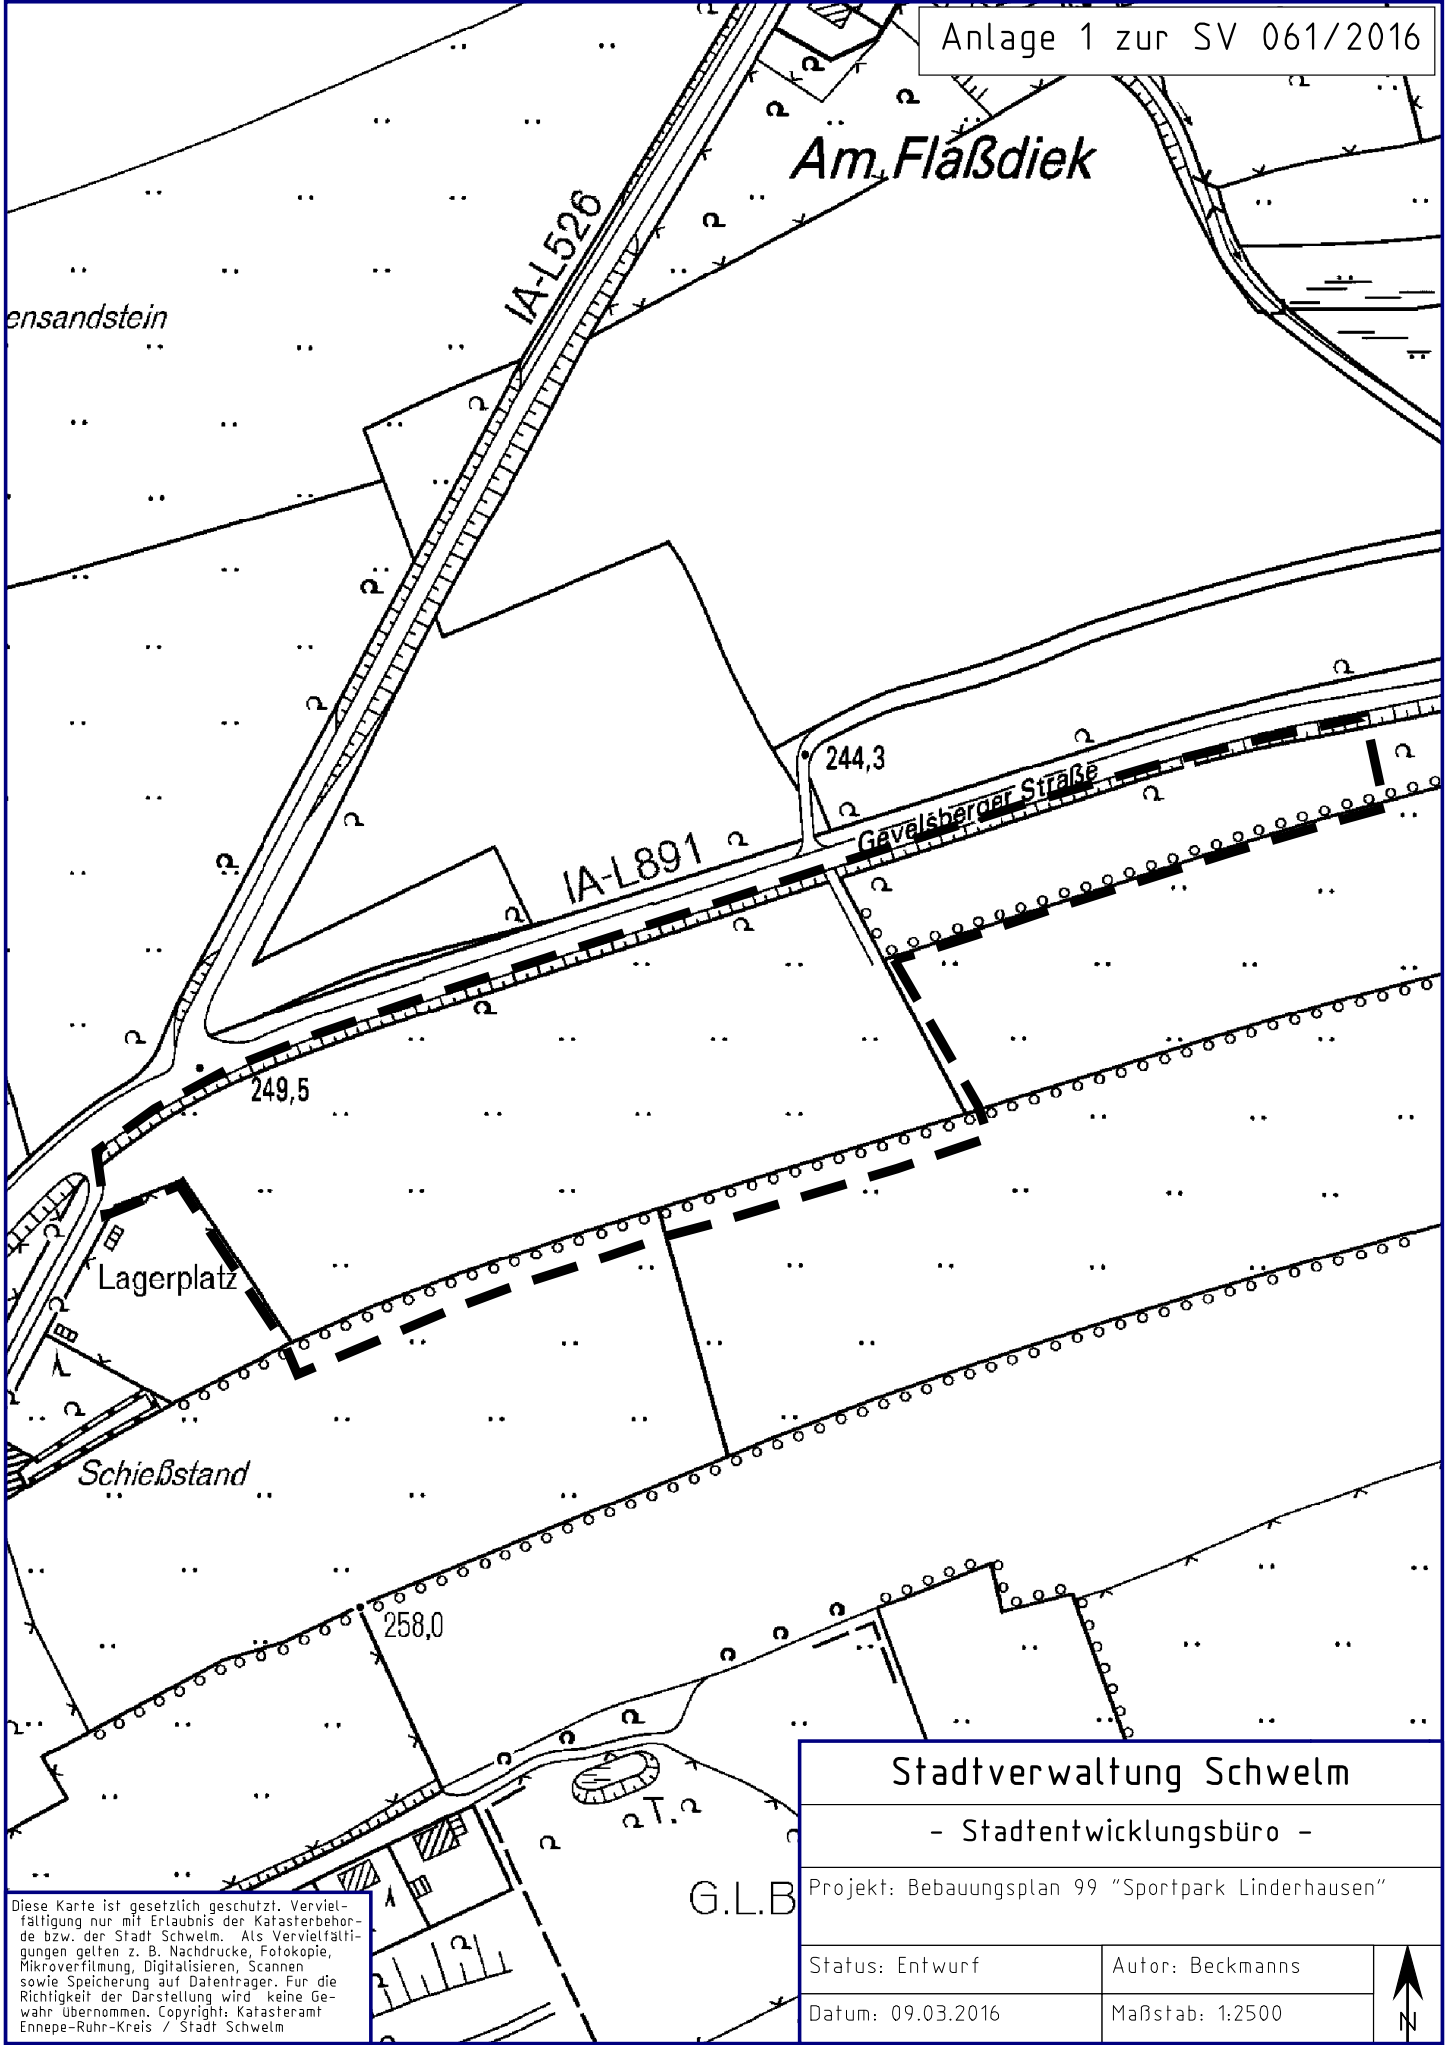 Anlage 1 zur SV 061/2016
Am Flaßdiek
IA-L526
ensandstein
244,3
Gevelsberger Straße
IA-L891
249,5
Lagerplatz
Schießstand
258,0
T.
G.L.B
Stadtverwaltung Schwelm
- Stadtentwicklungsbüro -
Projekt: Bebauungsplan 99 "Sportpark Linderhausen"
Status: Entwurf
Autor: Beckmanns
Datum: 09.03.2016
Maßstab: 1:2500
N
Diese Karte ist gesetzlich geschutzt. Verviel-
fältigung nur mit Erlaubnis der Katasterbehor-
de bzw. der Stadt Schwelm. Als Vervielfälti-
gungen gelten z. B. Nachdrucke, Fotokopie,
Mikroverfilmung, Digitalisieren, Scannen
sowie Speicherung auf Datentrager. Fur die
Richtigkeit der Darstellung wird keine Ge-
wahr übernommen. Copyright: Katasteramt
Ennepe-Ruhr-Kreis / Stadt Schwelm